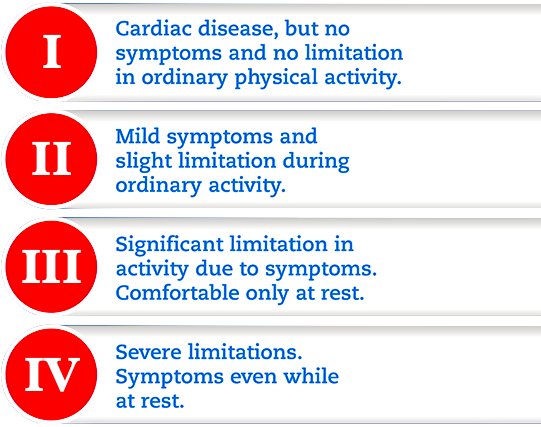 I
Cardiac disease, but no
symptoms and no limitation
in ordinary physical activity.
II
Mild symptoms and
slight limitation during
ordinary activity.
III
Significant limitation in
activity due to symptoms.
Comfortable only at rest.
IV
Severe limitations.
Symptoms even while
at rest.